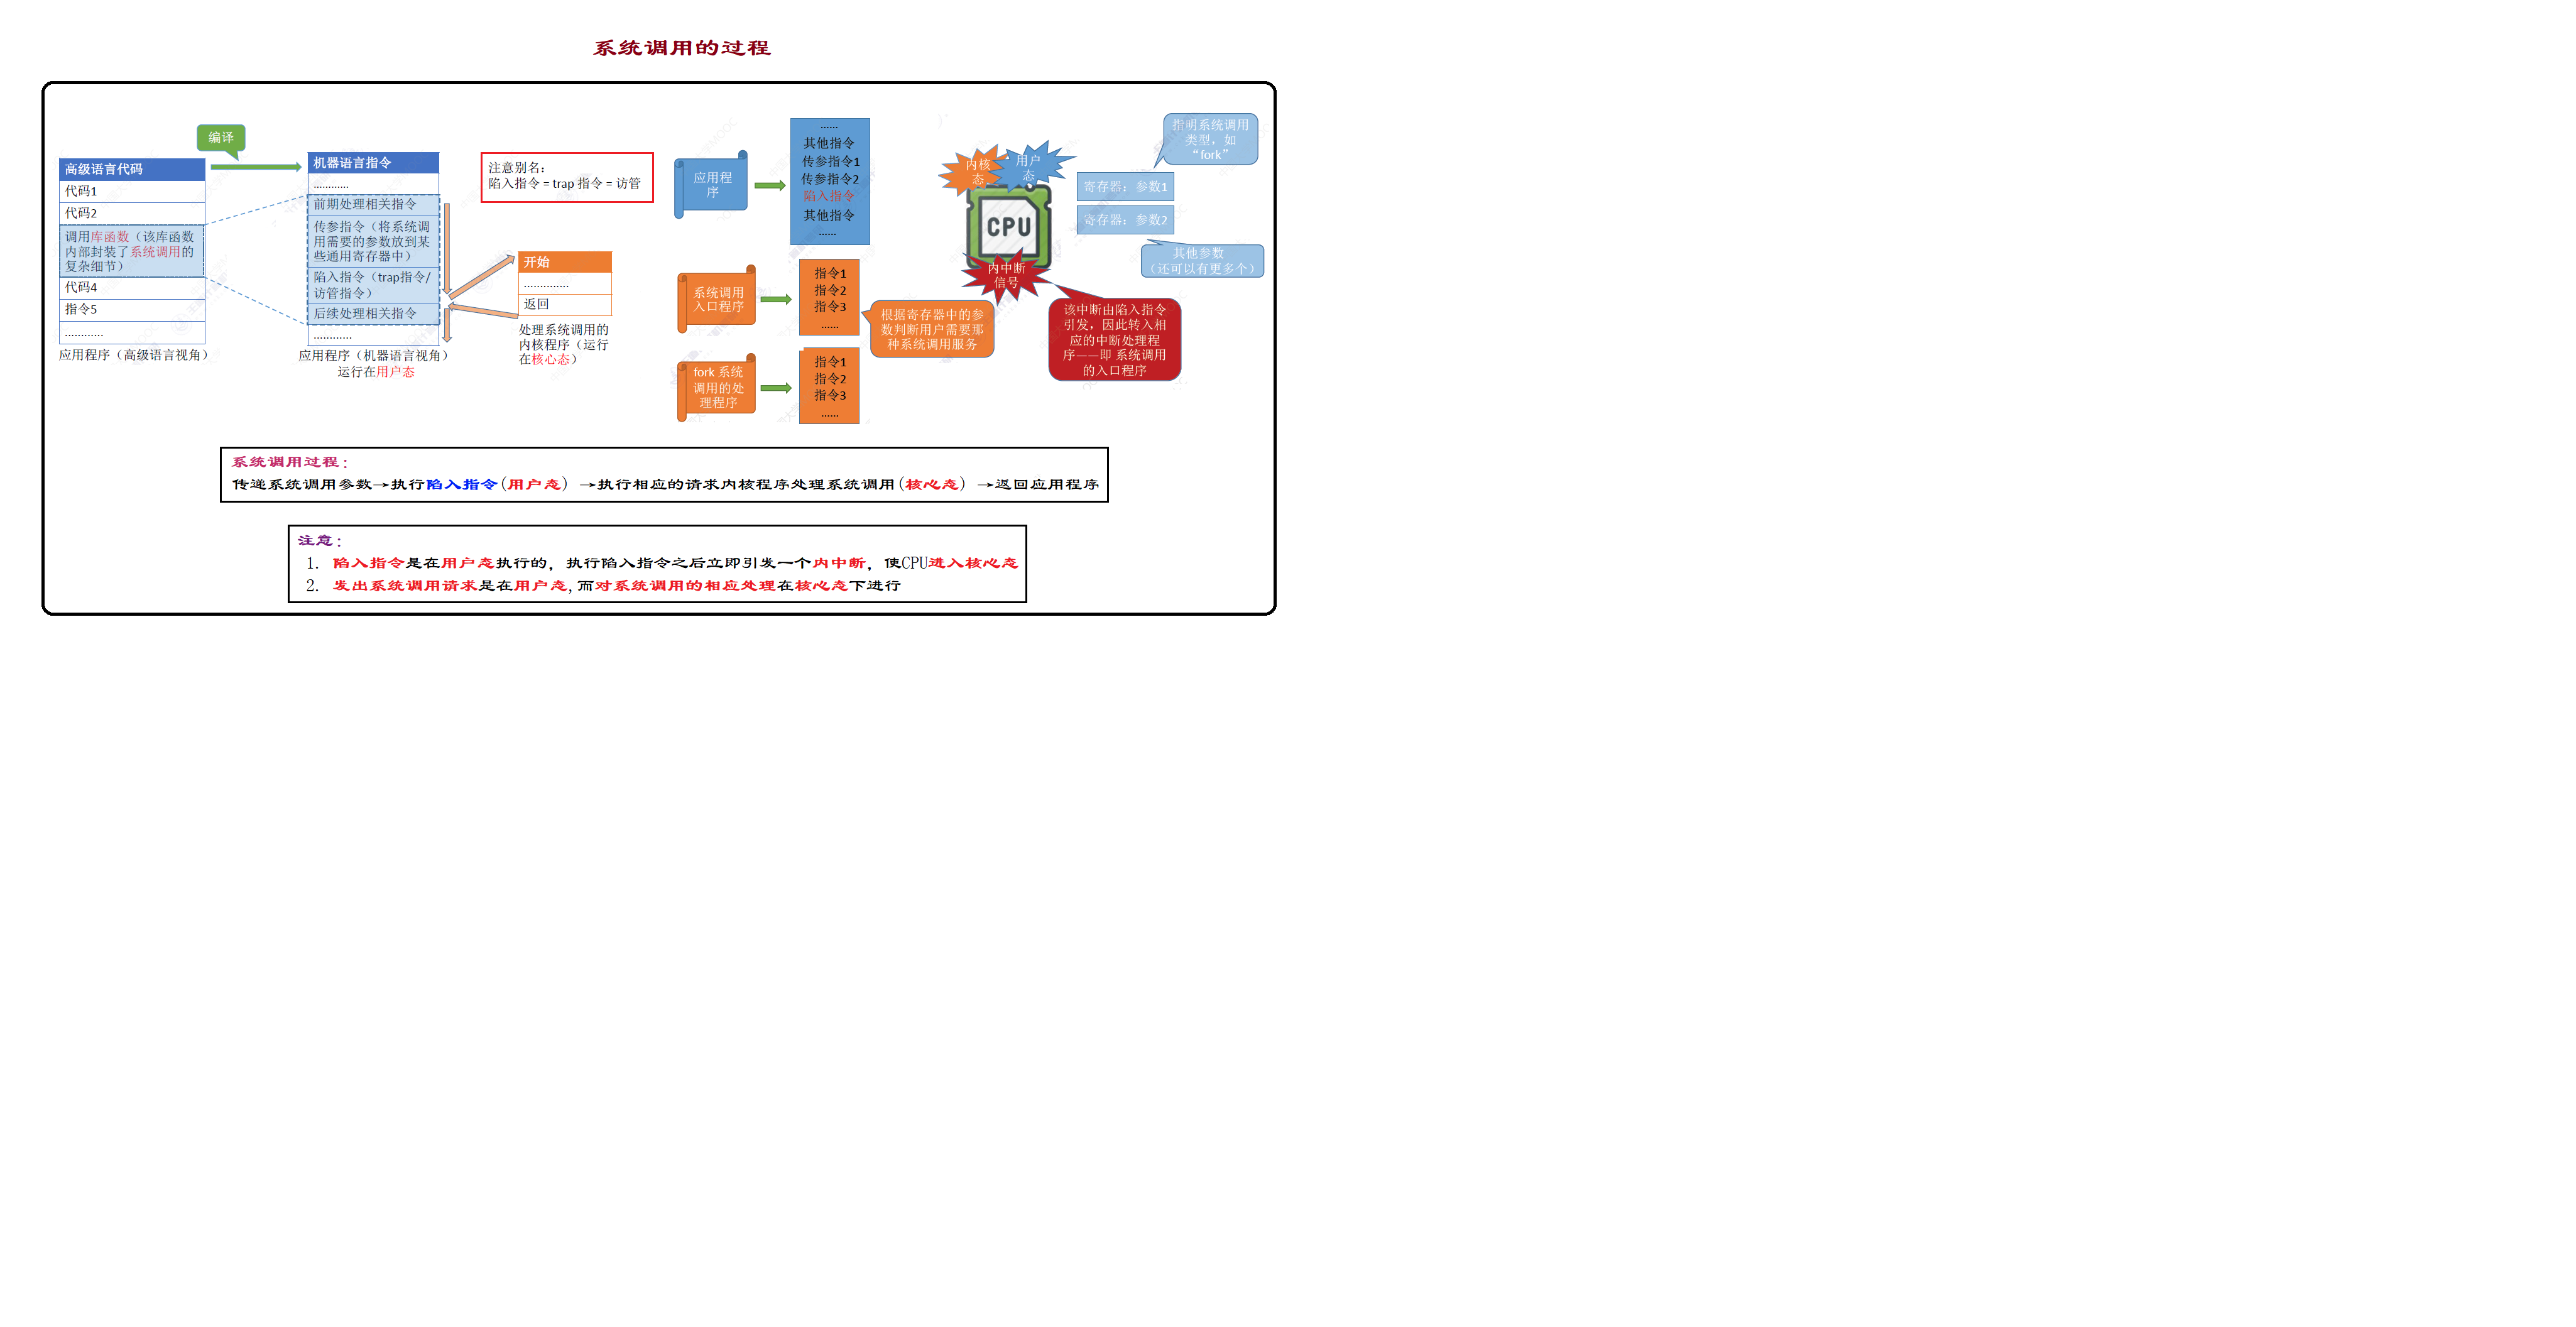 系统调用的过程
编译
高级语言代码
代码1
代码2
调用库函数（该库函数
内部封装了系统调用的
复杂细节）
代码4
指令5
............
应用程序（高级语言视角）
机器语言指令
............
前期处理相关指令
传参指令（将系统调
用需要的参数放到某
些通用寄存器中）
陷入指令（trap指令/
访管指令）
后续处理相关指令
............
应用程序（机器语言视角）
运行在用户态
注意别名：
陷入指令 = trap 指令 = 访管
开始
..............
返回
处理系统调用的
内核程序（运行
在核心态）
应用程
序
......
其他指令
传参指令1
传参指令2
陷入指令
其他指令
......
系统调用
入口程序
指令1
指令2
指令3
......
根据寄存器中的参
数判断用户需要那
种系统调用服务
fork 系统
调用的处
理程序
指令1
指令2
指令3
......
内核
态
用户
态
CPU
内中断
信号
指明系统调用
类型，如
“fork”
寄存器：参数1
寄存器：参数2
其他参数
（还可以有更多个）
该中断由陷入指令
引发，因此转入相
应的中断处理程
序——即 系统调用
的入口程序
系统调用过程：
传递系统调用参数→执行陷入指令(用户态) →执行相应的请求内核程序处理系统调用(核心态) →返回应用程序
注意：
1. 陷入指令是在用户态执行的，执行陷入指令之后立即引发一个内中断，使CPU进入核心态
2. 发出系统调用请求是在用户态,而对系统调用的相应处理在核心态下进行